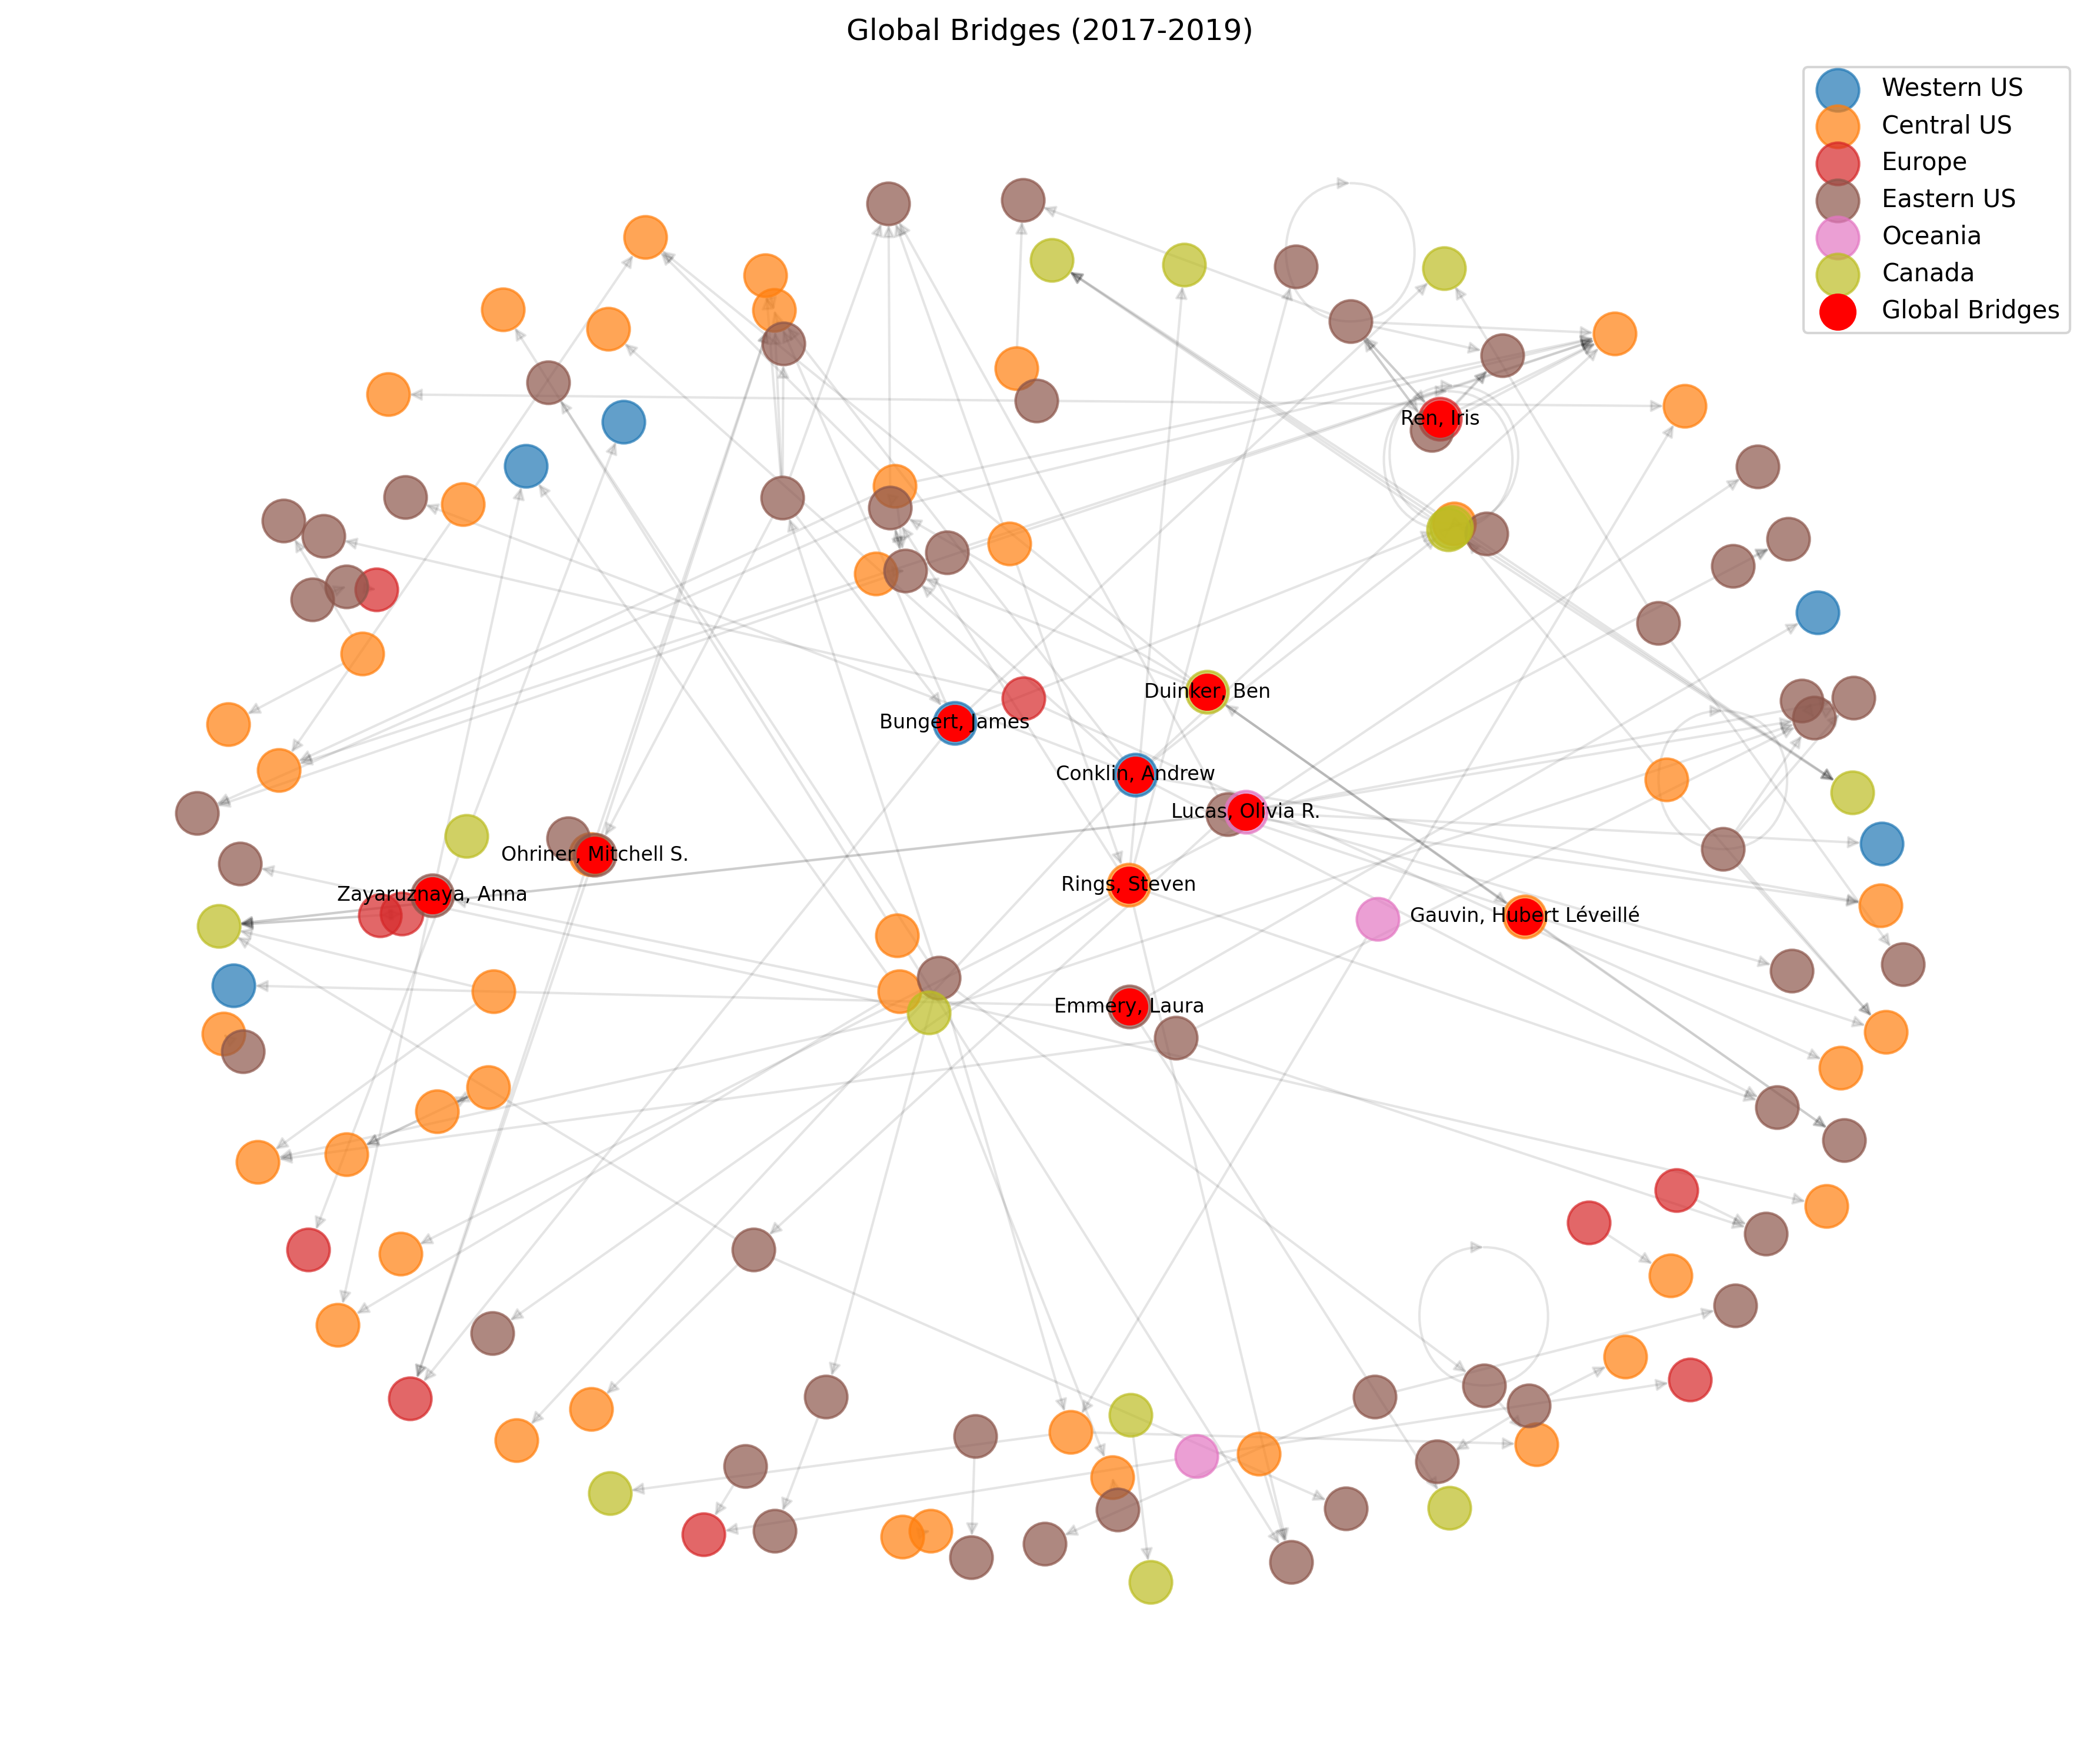 Global Bridges (2017-2019)
Western US
Central US
Europe
Eastern US
Oceania
Canada
Global Bridges
Ren, Iris
Duinker, Ben
Bungert, James
Conklin, Andrew
Lucas, Olivia R.
Ohriner, Mitchell S.
Zayaruznaya, Anna
Rings, Steven
Gauvin, Hubert Léveillé
Emmery, Laura